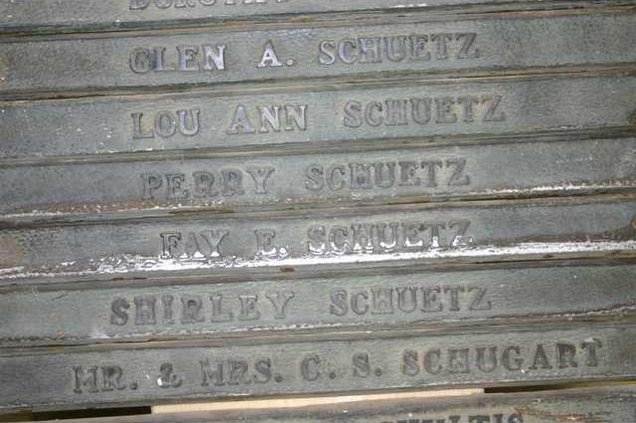 GLEN A. SCHUETZ
LOU ANN SCHUETZ
PERRY SCHUETZ
FAY E. SCHUETZ
SHIRLEY SCHUETZ
MR. & MRS. C. S. SCHUGART